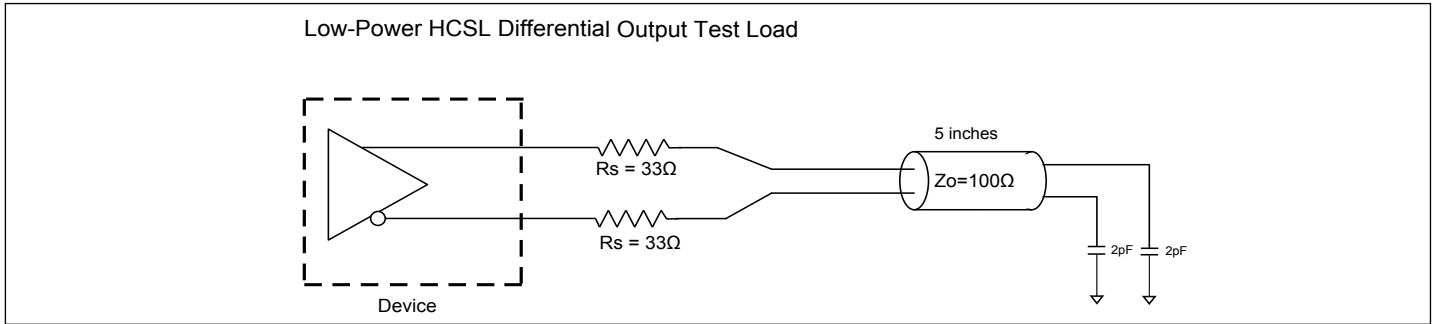 Low-Power HCSL Differential Output Test Load
5 inches
Rs = 33Ω
Zo=100Ω
Rs = 33Ω
2pF
2pF
Device